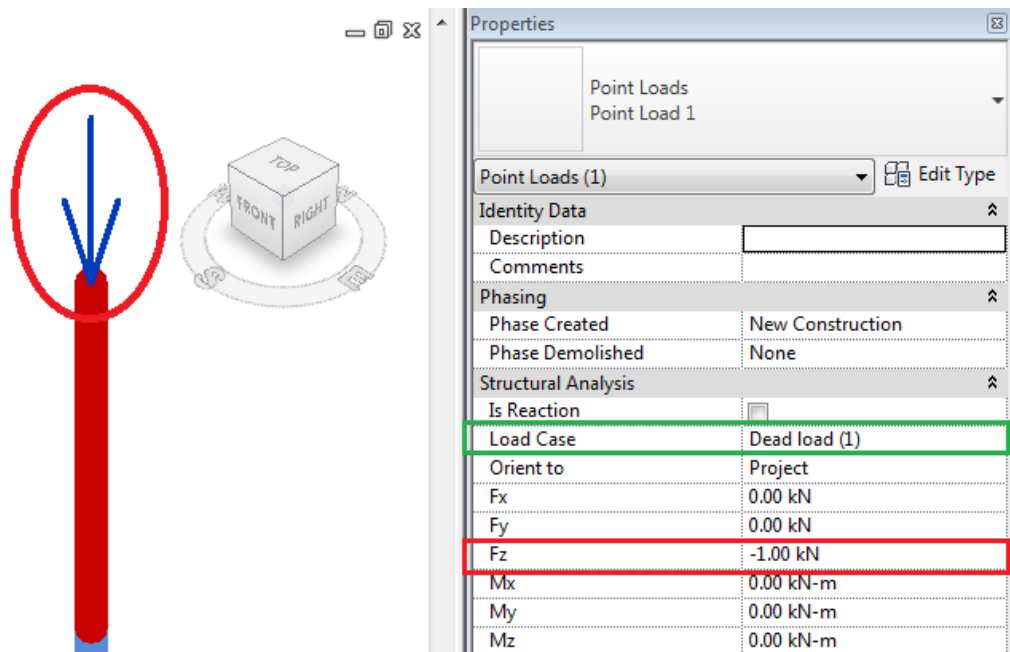 Properties
Point Loads
Point Load 1
Point Loads (1)
Edit Type
Identity Data
Description
Comments
Phasing
Phase Created New Construction
Phase Demolished None
Structural Analysis
Is Reaction
Load Case Dead load (1)
Orient to Project
Fx 0.00 kN
Fy 0.00 kN
Fz -1.00 kN
Mx 0.00 kN-m
My 0.00 kN-m
Mz 0.00 kN-m
TOP
FRONT RIGHT
S E